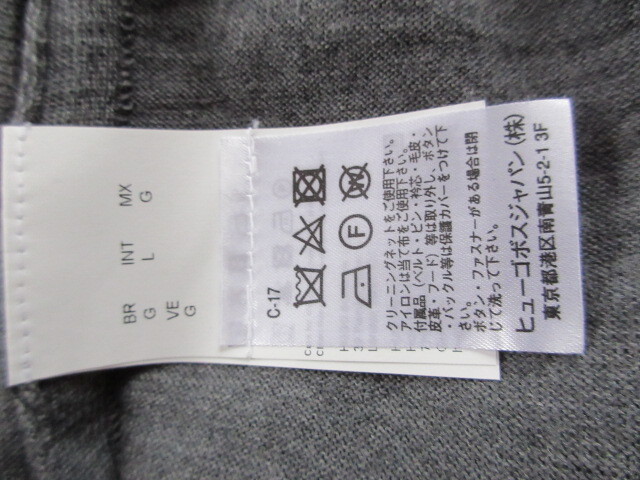 BR INT MX
G L G
VE
G
C-17
クリーニングネットをご使用下さい。
アイロンは当て布をご使用下さい。
付属品(ベルト・ピン・衿芯・毛皮・
皮革・フード)等は取り外し、ボタン
・バックル等は保護カバーをつけて下
さい。
ボタン・ファスナーがある場合は閉
じて洗って下さい。
ヒューゴボスジャパン(株)
東京都港区南青山5-2-1 3F